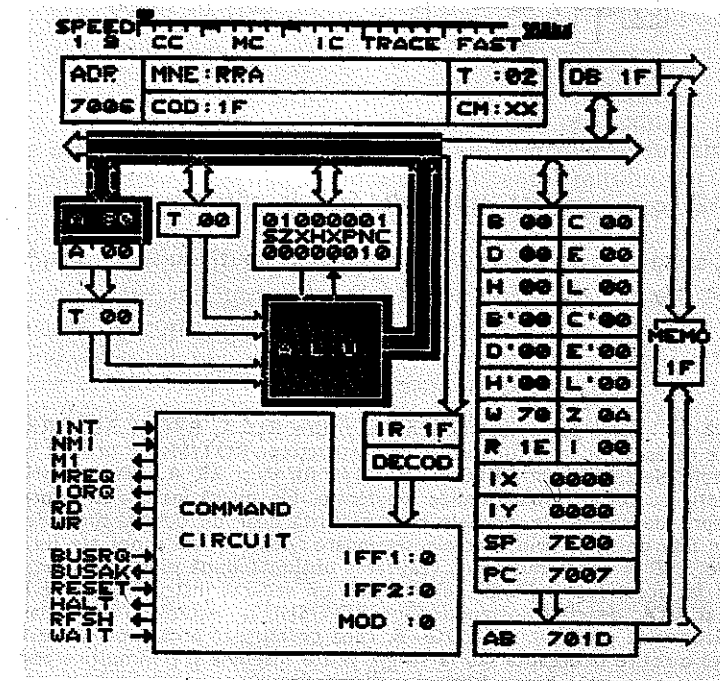 SPEED
1 S CC MC IC TRACE FAST
ADR MNE:RRA T :02 DB 1F
7006 COD:1F CM:XX
A T 00 01000001
A'00 SZXHXPNC
00000010
T 00
A L U
B 00 C 00
D 00 E 00
H 00 L 00
B'00 C'00
D'00 E'00
H'00 L'00
W 70 Z 0A
R 1E I 00
IX 0000
IY 0000
SP 7E00
PC 7007
AB 701D
MEMO
1F
IR 1F
DECOD
INT
NMI
M1
MREQ
IORQ
RD
WR
BUSRQ
BUSAK
RESET
HALT
RFSH
WAIT
COMMAND
CIRCUIT
IFF1:0
IFF2:0
MOD :0